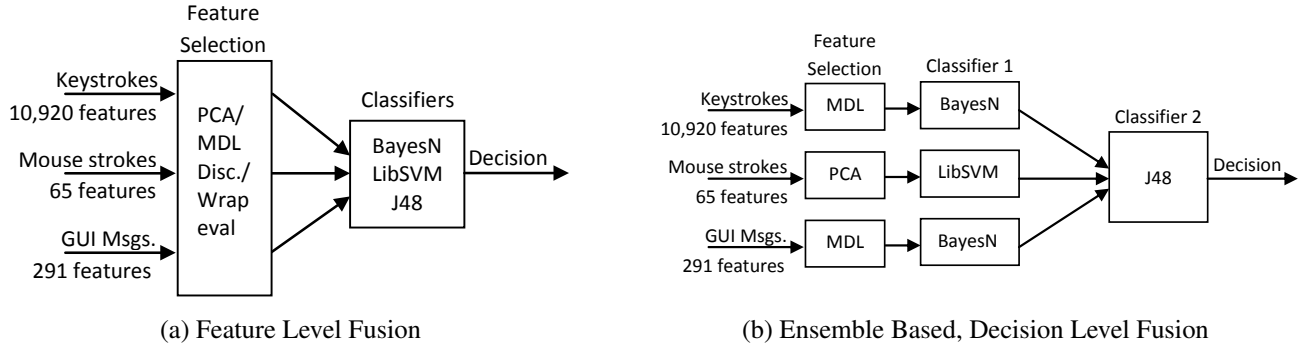 Feature
Selection
Keystrokes
10,920 features
Mouse strokes
65 features
GUI Msgs.
291 features
PCA/
MDL
Disc./
Wrap
eval
Classifiers
BayesN
LibSVM
J48
Decision
(a) Feature Level Fusion
Feature
Selection
Classifier 1
Keystrokes
10,920 features
MDL
BayesN
Mouse strokes
65 features
PCA
LibSVM
GUI Msgs.
291 features
MDL
BayesN
Classifier 2
J48
Decision
(b) Ensemble Based, Decision Level Fusion